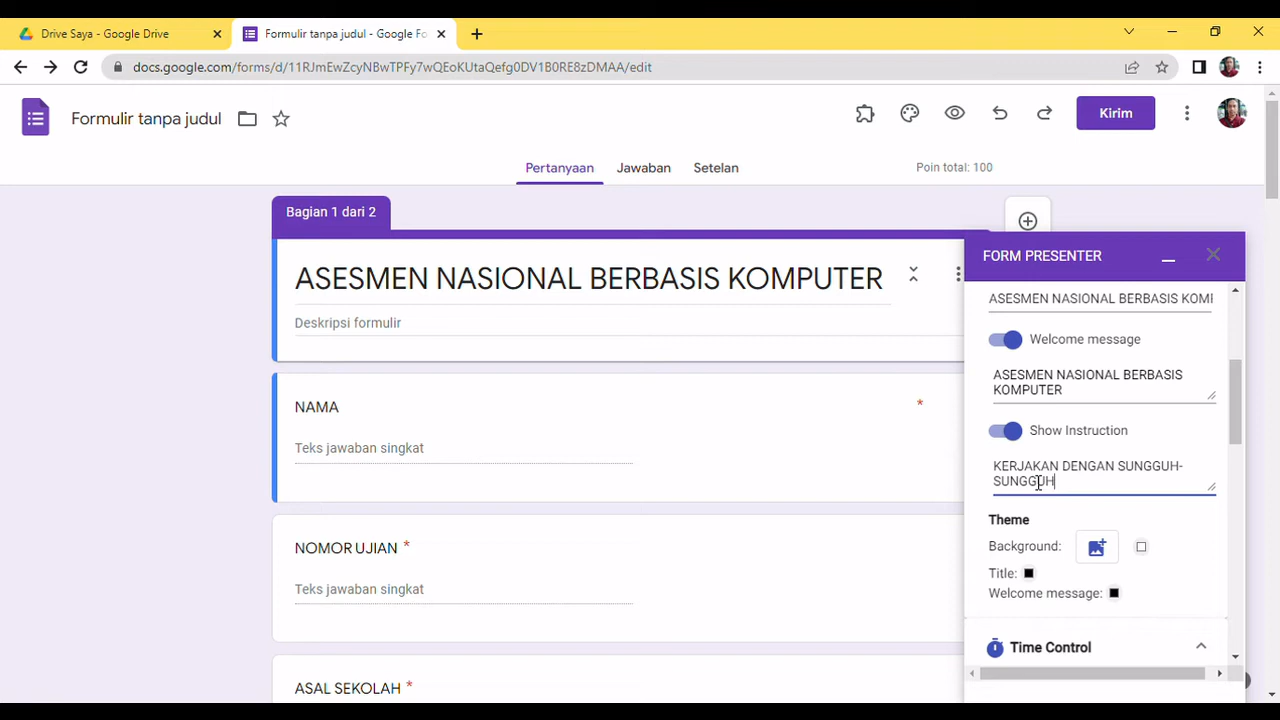 Drive Saya - Google Drive
Formulir tanpa judul - Google Fo
docs.google.com/forms/d/11RJmEwZcyNBwTPFy7wQEoKUtaQefg0DV1B0RE8zDMAA/edit
Formulir tanpa judul
Kirim
Pertanyaan
Jawaban
Setelan
Poin total: 100
Bagian 1 dari 2
ASESMEN NASIONAL BERBASIS KOMPUTER
Deskripsi formulir
NAMA
*
Teks jawaban singkat
NOMOR UJIAN *
Teks jawaban singkat
ASAL SEKOLAH *
FORM PRESENTER
ASESMEN NASIONAL BERBASIS KOMI
Welcome message
ASESMEN NASIONAL BERBASIS
KOMPUTER
Show Instruction
KERJAKAN DENGAN SUNGGUH-
SUNGGUH
Theme
Background:
Title:
Welcome message:
Time Control